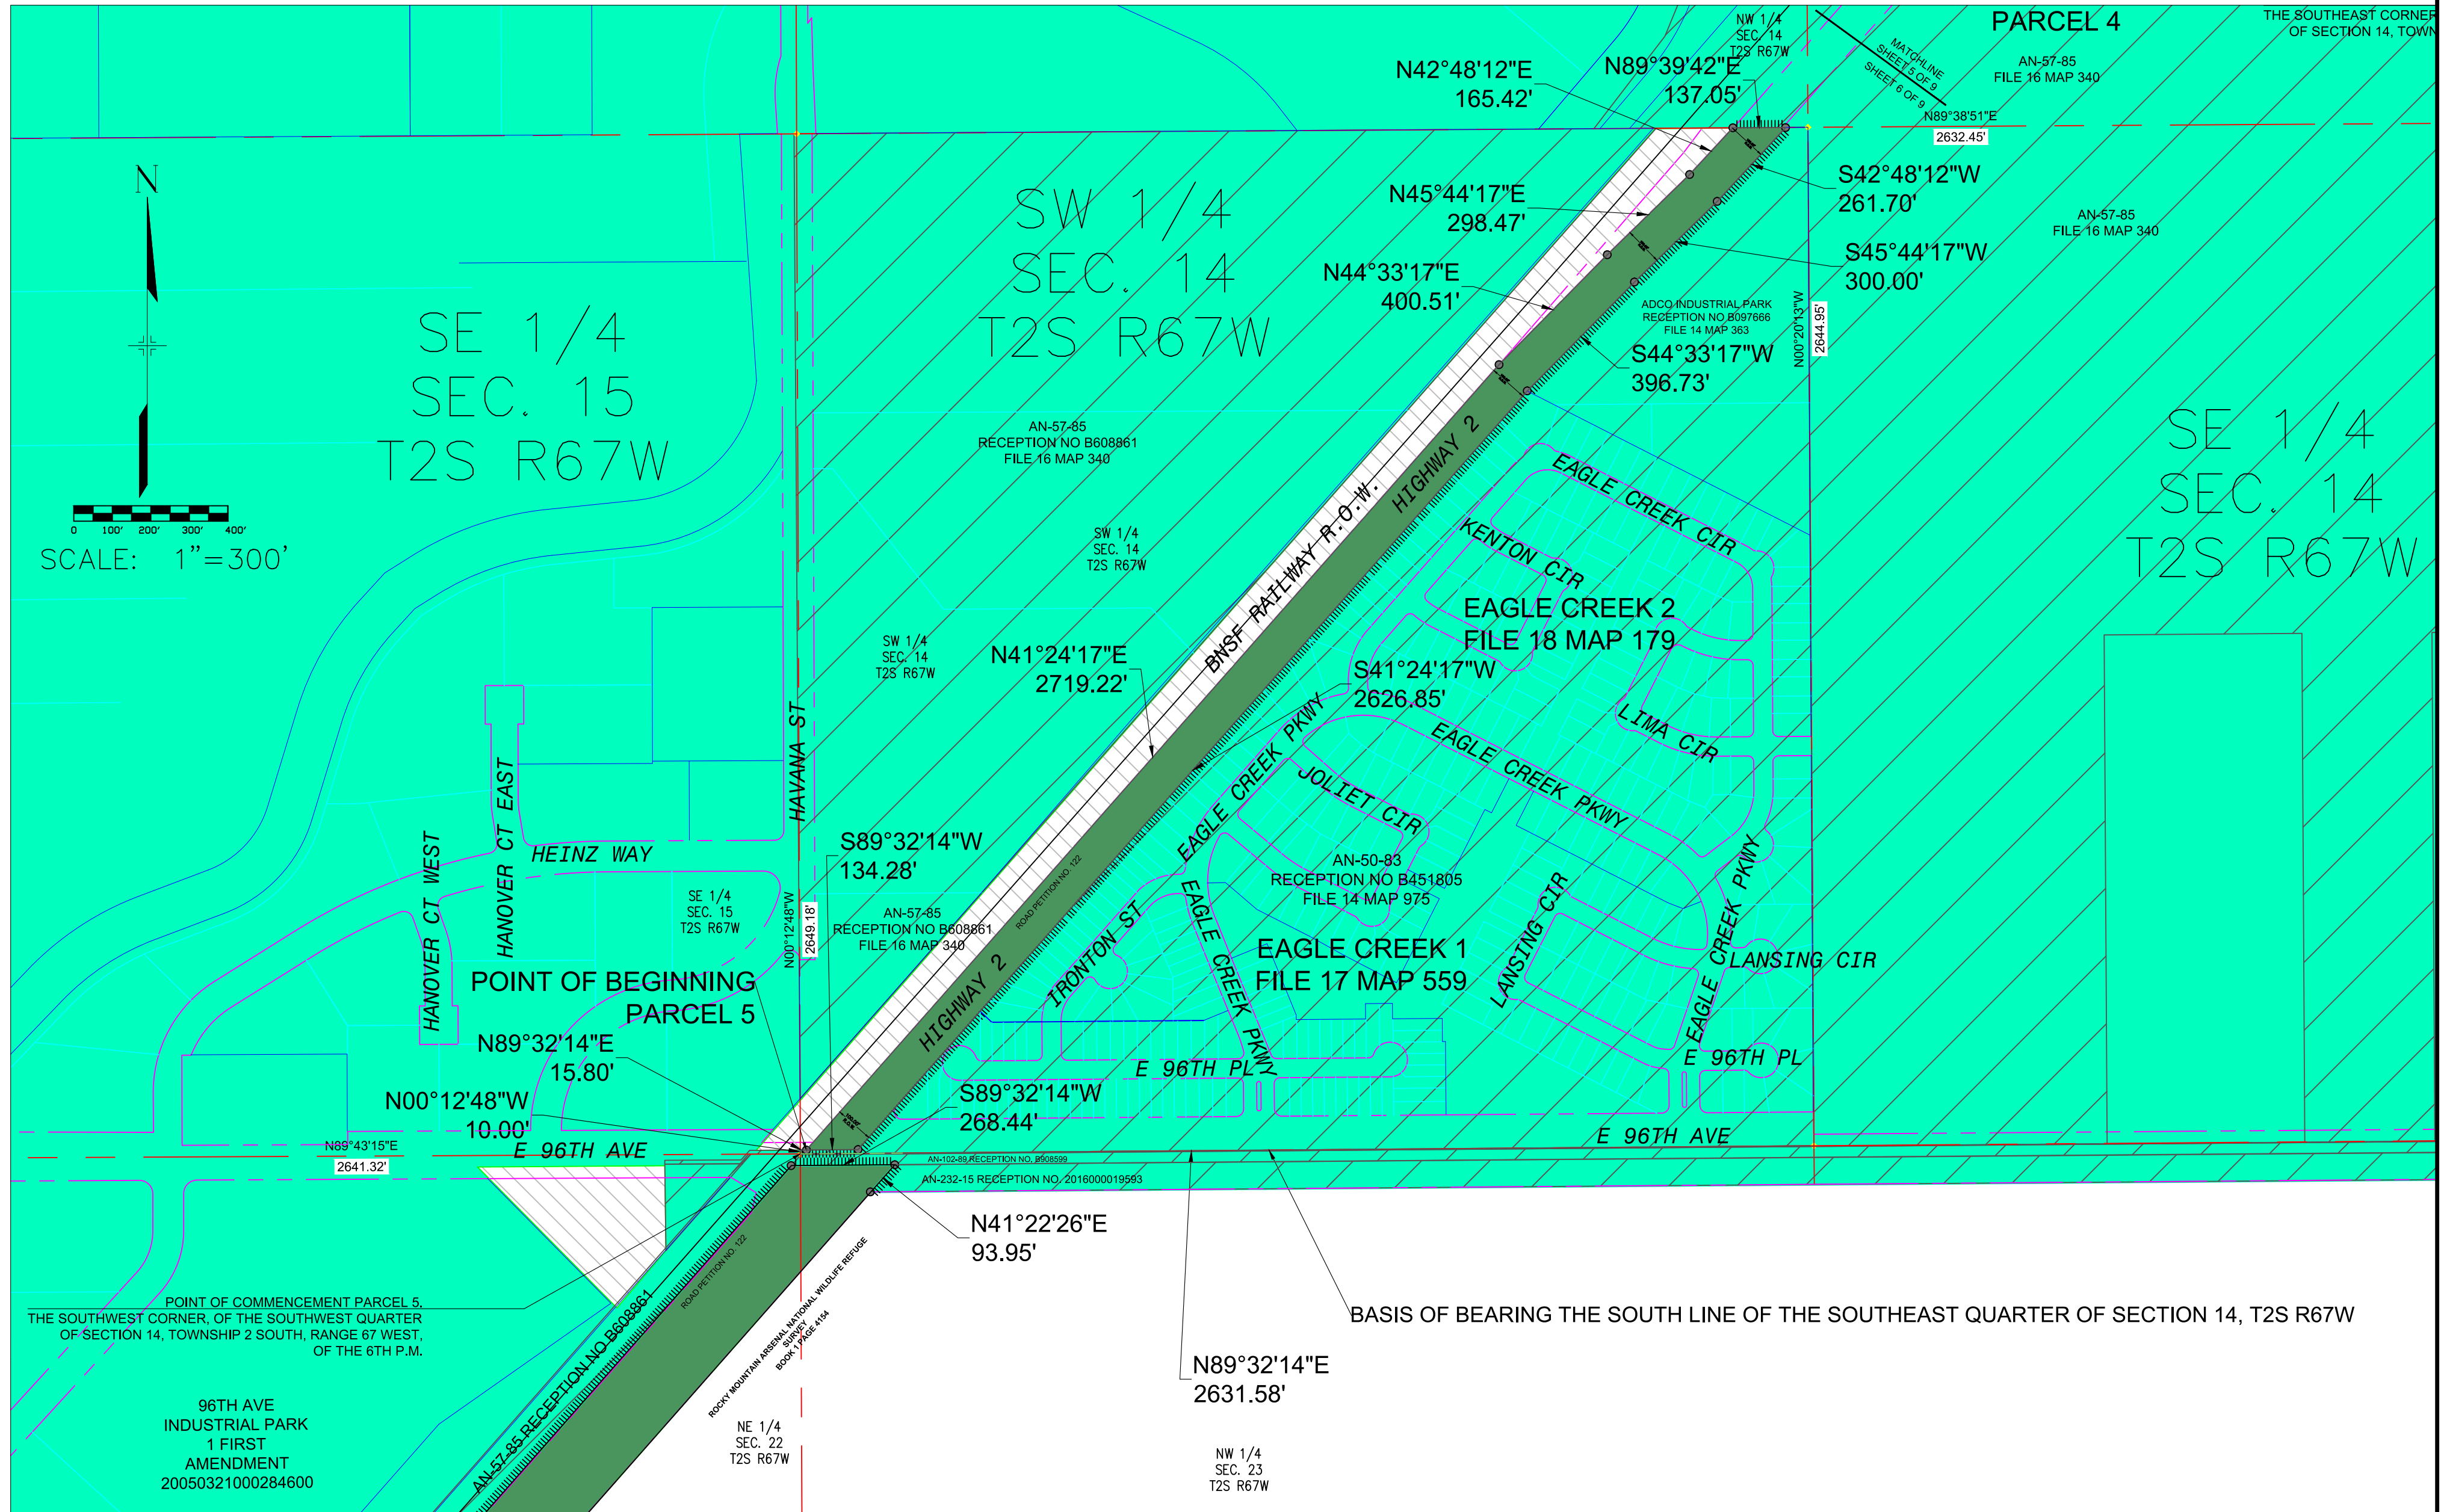 NW 1/4
SEC. 14
T2S R67W
PARCEL 4
THE SOUTHEAST CORNER
OF SECTION 14, TOWN
MATCHLINE
SHEET 5 OF 9
SHEET 6 OF 9
AN-57-85
FILE 16 MAP 340
N42°48'12"E
165.42'
N89°39'42"E
137.05'
N89°38'51"E
2632.45'
N
SW 1/4
SEC. 14
T2S R67W
N45°44'17"E
298.47'
S42°48'12"W
261.70'
AN-57-85
FILE 16 MAP 340
S45°44'17"W
300.00'
N44°33'17"E
400.51'
ADCO INDUSTRIAL PARK
RECEPTION NO B097666
FILE 14 MAP 363
N00°20'13"W
2644.95'
SE 1/4
SEC. 15
T2S R67W
S44°33'17"W
396.73'
SE 1/4
SEC. 14
T2S R67W
0 100' 200' 300' 400'
SCALE: 1"=300'
AN-57-85
RECEPTION NO B608861
FILE 16 MAP 340
HIGHWAY 2
BNSF RAILWAY R.O.W.
EAGLE CREEK CIR
KENTON CIR
SW 1/4
SEC. 14
T2S R67W
EAGLE CREEK 2
FILE 18 MAP 179
SW 1/4
SEC. 14
T2S R67W
N41°24'17"E
2719.22'
S41°24'17"W
2626.85'
LIMA CIR
EAGLE CREEK PKWY
EAGLE CREEK PKWY
JOLIET CIR
HAVANA ST
HANOVER CT EAST
HANOVER CT WEST
HEINZ WAY
S89°32'14"W
134.28'
AN-50-83
RECEPTION NO B451805
FILE 14 MAP 975
ROAD PETITION NO. 122
SE 1/4
SEC. 15
T2S R67W
N00°12'48"W
2649.18'
AN-57-85
RECEPTION NO B608861
FILE 16 MAP 340
IRONTON ST
EAGLE CREEK PKWY
EAGLE CREEK 1
FILE 17 MAP 559
LANSING CIR
EAGLE CREEK PKWY
LANSING CIR
EAGLE CREEK PKWY
POINT OF BEGINNING
PARCEL 5
HIGHWAY 2
N89°32'14"E
15.80'
E 96TH PL
E 96TH PL
N00°12'48"W
10.00'
S89°32'14"W
268.44'
N89°43'15"E
2641.32'
E 96TH AVE
E 96TH AVE
AN-102-89 RECEPTION NO. B908599
AN-232-15 RECEPTION NO. 2016000019593
N41°22'26"E
93.95'
ROAD PETITION NO. 122
ROCKY MOUNTAIN ARSENAL NATIONAL WILDLIFE REFUGE
SURVEY
BOOK 1 PAGE 4154
POINT OF COMMENCEMENT PARCEL 5.
THE SOUTHWEST CORNER, OF THE SOUTHWEST QUARTER
OF SECTION 14, TOWNSHIP 2 SOUTH, RANGE 67 WEST,
OF THE 6TH P.M.
BASIS OF BEARING THE SOUTH LINE OF THE SOUTHEAST QUARTER OF SECTION 14, T2S R67W
AN-57-85 RECEPTION NO B608861
N89°32'14"E
2631.58'
96TH AVE
INDUSTRIAL PARK
1 FIRST
AMENDMENT
20050321000284600
NE 1/4
SEC. 22
T2S R67W
NW 1/4
SEC. 23
T2S R67W